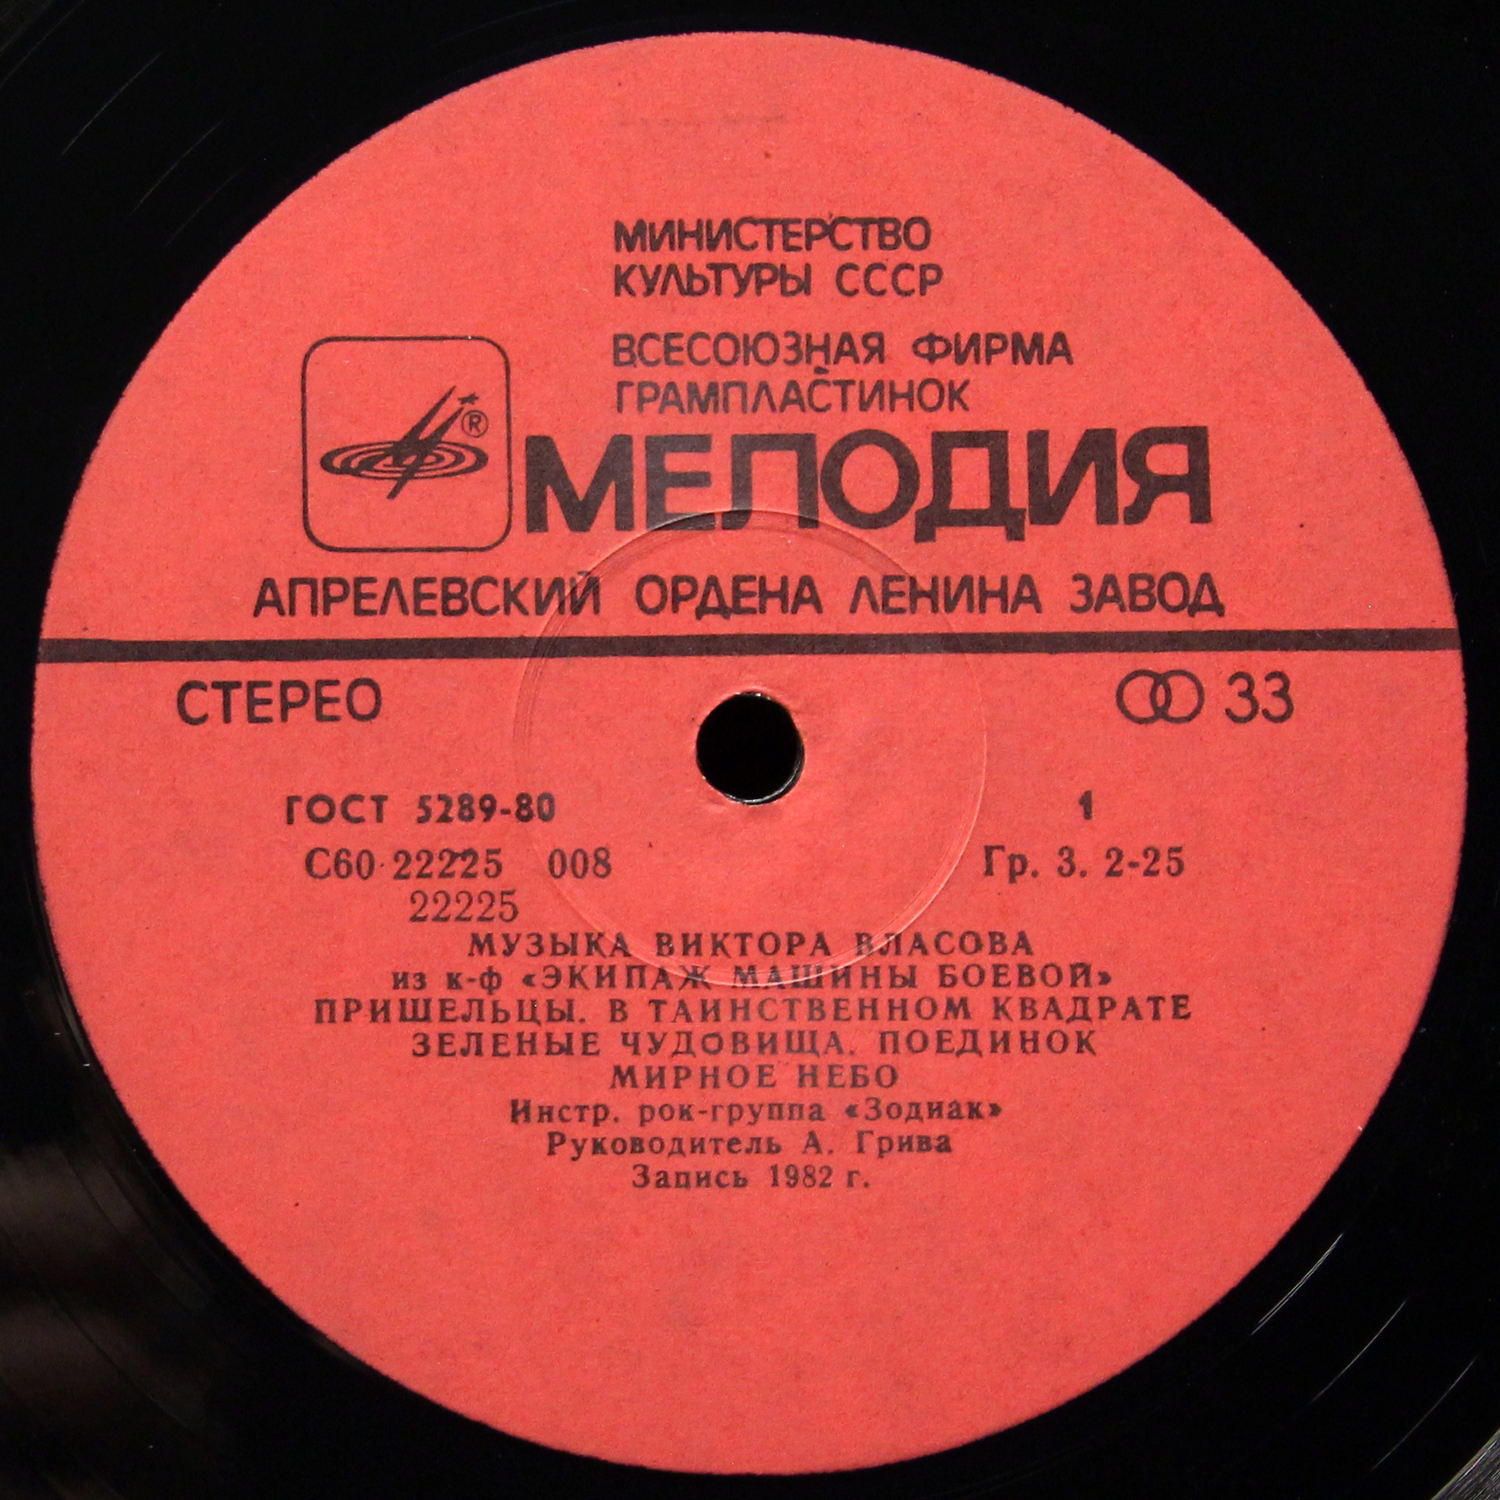 МИНИСТЕРСТВО
КУЛЬТУРЫ СССР
ВСЕСОЮЗНАЯ ФИРМА
ГРАМПЛАСТИНОК
®
МЕЛОДИЯ
АПРЕЛЕВСКИЙ ОРДЕНА ЛЕНИНА ЗАВОД
СТЕРЕО 33
ГОСТ 5289-80 1
С60 22225 008 Гр. 3. 2-25
22225
МУЗЫКА ВИКТОРА ВЛАСОВА
из к-ф «ЭКИПАЖ МАШИНЫ БОЕВОЙ»
ПРИШЕЛЬЦЫ. В ТАИНСТВЕННОМ КВАДРАТЕ
ЗЕЛЕНЫЕ ЧУДОВИЩА. ПОЕДИНОК
МИРНОЕ НЕБО
Инстр. рок-группа «Зодиак»
Руководитель А. Грива
Запись 1982 г.